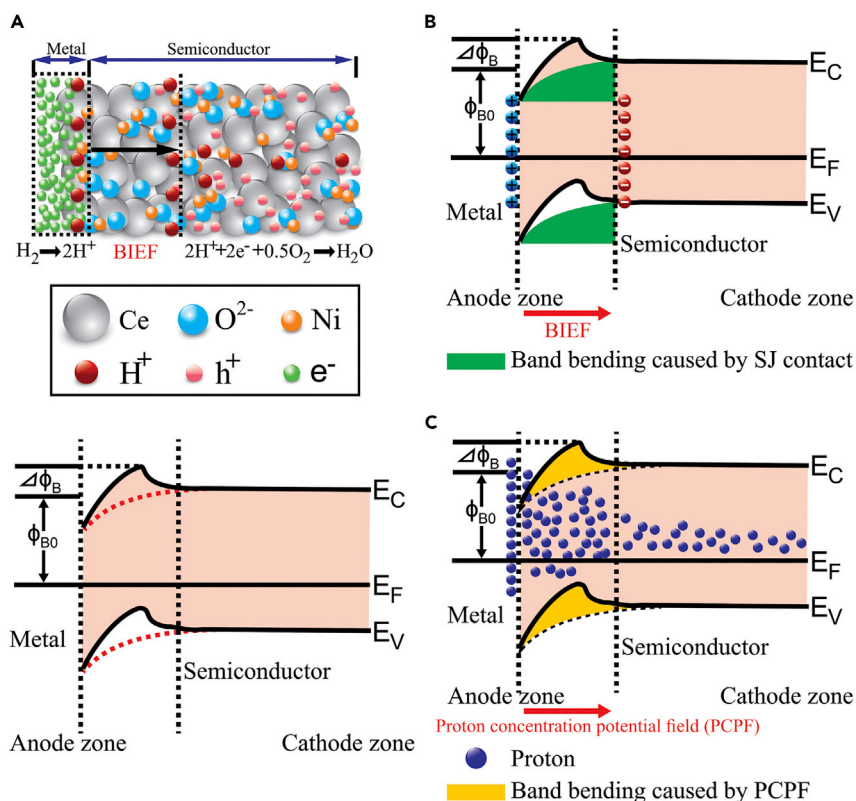 A
Metal
Semiconductor
H₂→2H⁺
BIEF
2H⁺+2e⁻+0.5O₂→H₂O
Ce
O²⁻
Ni
H⁺
h⁺
e⁻
⊿ϕB
ϕB0
EC
EF
EV
Metal
Semiconductor
Anode zone
Cathode zone
B
⊿ϕB
ϕB0
EC
EF
EV
Metal
Semiconductor
Anode zone
Cathode zone
BIEF
Band bending caused by SJ contact
C
⊿ϕB
ϕB0
EC
EF
EV
Metal
Semiconductor
Anode zone
Cathode zone
Proton concentration potential field (PCPF)
Proton
Band bending caused by PCPF